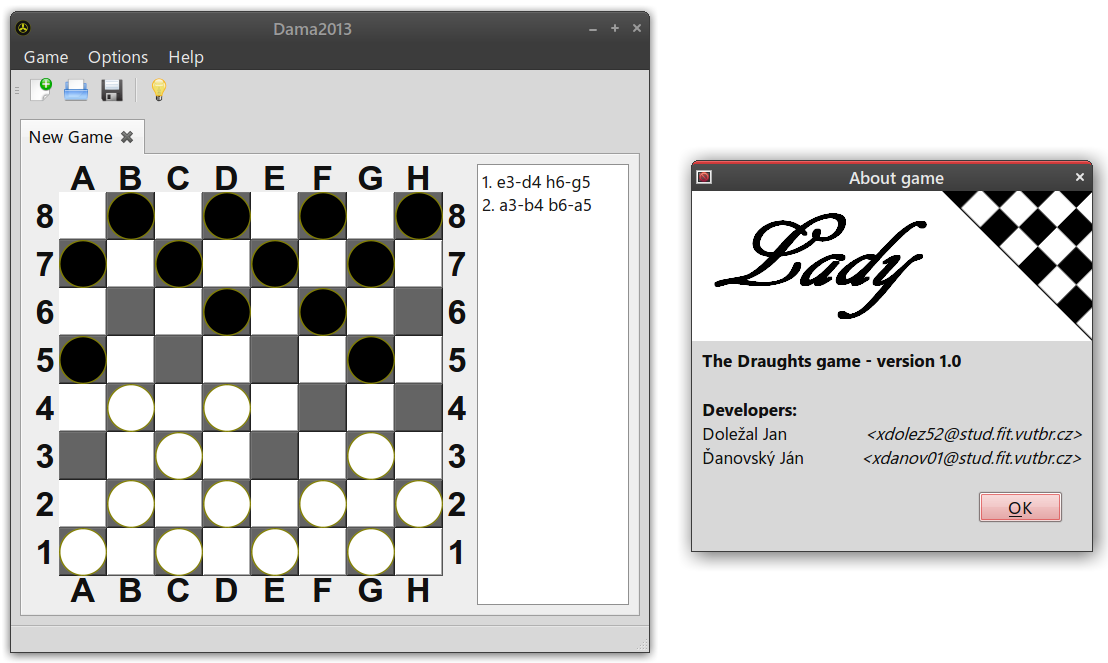 Dama2013
Game Options Help
New Game
A B C D E F G H
8 8
7 7
6 6
5 5
4 4
3 3
2 2
1 1
A B C D E F G H
1. e3-d4 h6-g5
2. a3-b4 b6-a5
About game
Lady
The Draughts game - version 1.0
Developers:
Doležal Jan <xdolez52@stud.fit.vutbr.cz>
Ďanovský Ján <xdanov01@stud.fit.vutbr.cz>
OK